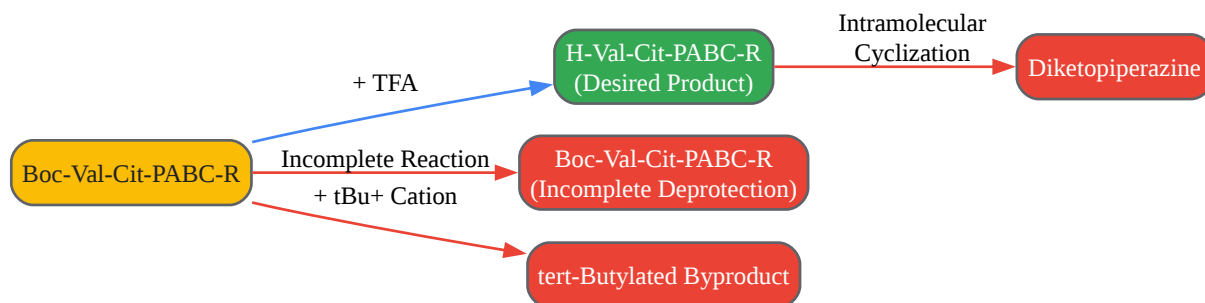 Boc-Val-Cit-PABC-R
+ TFA
H-Val-Cit-PABC-R
(Desired Product)
Intramolecular
Cyclization
Diketopiperazine
Incomplete Reaction
Boc-Val-Cit-PABC-R
(Incomplete Deprotection)
+ tBu+ Cation
tert-Butylated Byproduct